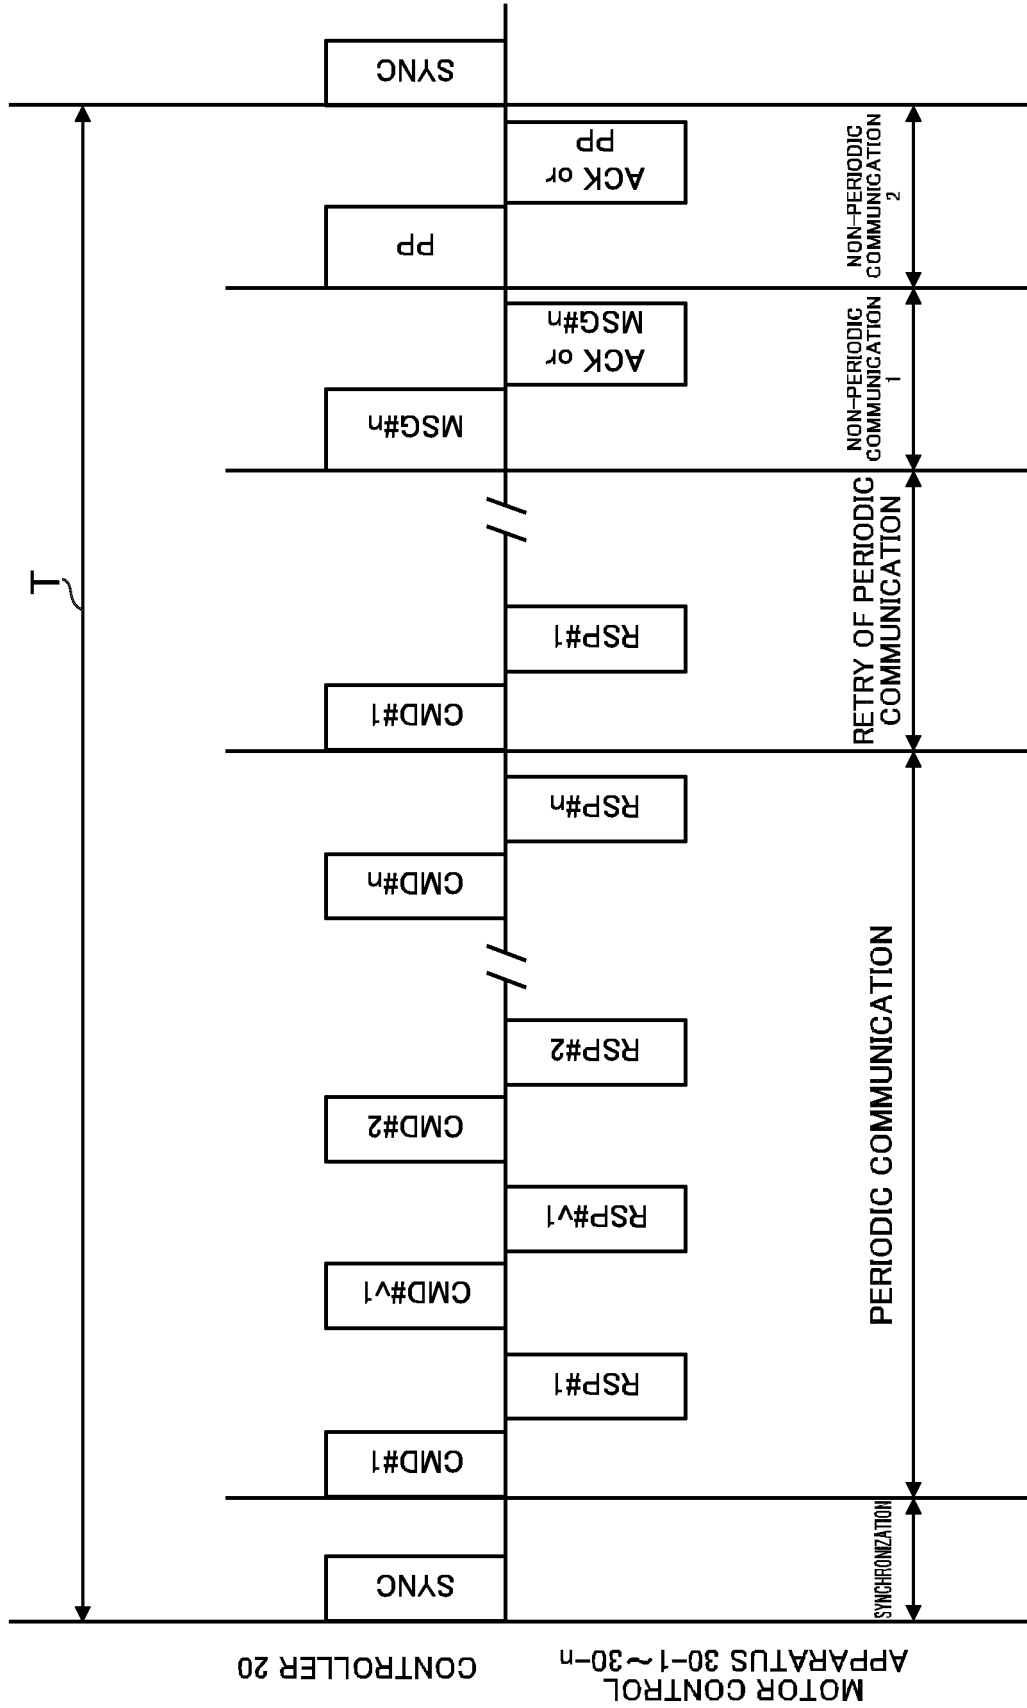 T
CONTROLLER 20
SYNC
CMD#1
CMD#v1
CMD#2
CMD#n
CMD#1
MSG#n
PP
SYNC
MOTOR CONTROL
APPARATUS 30-1~30-n
RSP#1
RSP#v1
RSP#2
RSP#n
RSP#1
ACK or
MSG#n
ACK or
PP
SYNCHRONIZATION
PERIODIC COMMUNICATION
RETRY OF PERIODIC
COMMUNICATION
NON-PERIODIC
COMMUNICATION
1
NON-PERIODIC
COMMUNICATION
2